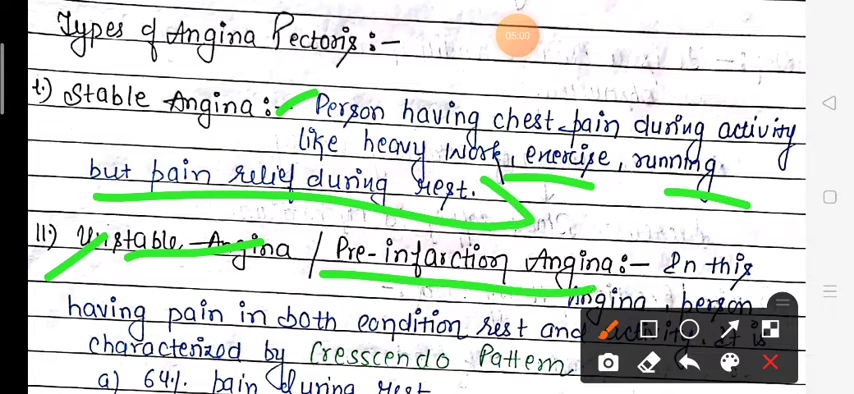 Types of Angina Pectoris:-
05:00
i) Stable Angina:- Person having chest pain during activity
like heavy work, exercise, running
but pain relief during rest.
II) Unstable Angina / Pre-infarction Angina:- In this
Angina, person
having pain in both condition rest and activity. It is
characterized by Cresscendo Pattern
a) 64% pain during rest